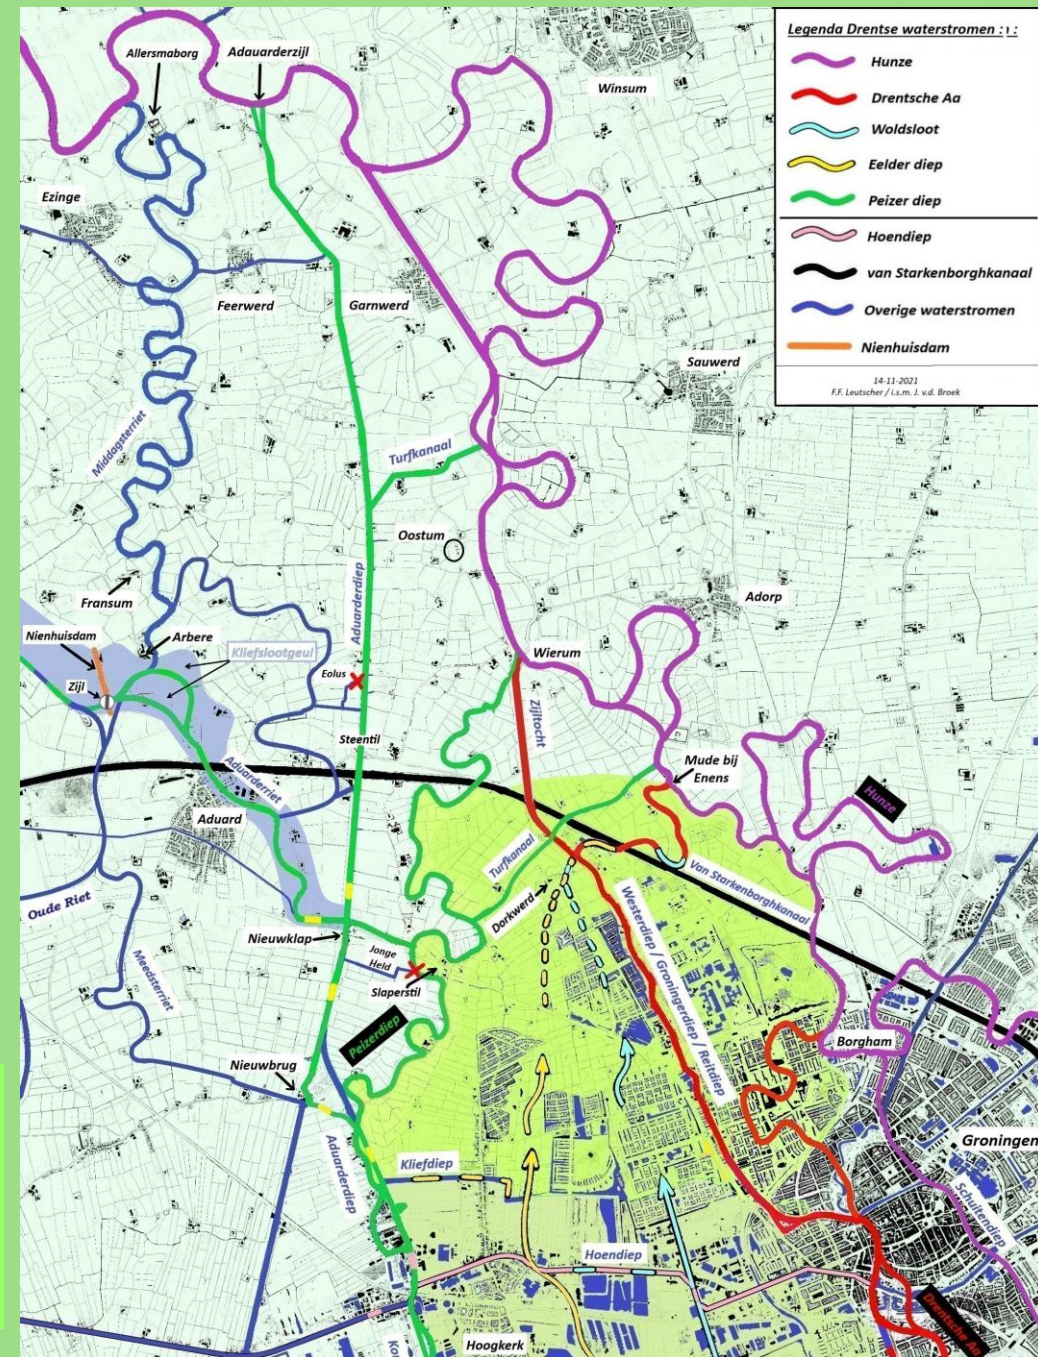 Legenda Drentse waterstromen : ) :
Hunze
Drentsche Aa
Woldsloot
Eelder diep
Peizer diep
Hoendiep
van Starkenborghkanaal
Overige waterstromen
Nienhuisdam
14-11-2021
F.F. Leutscher / i.s.m. J. v.d. Broek
Allersmaborg
Adauarderzijl
Winsum
Ezinge
Feerwerd
Garnwerd
Sauwerd
Middagsterriet
Turfkanaal
Oostum
Aduarderdiep
Fransum
Adorp
Nienhuisdam
Arbere
Kliefslootgeul
Wierum
Zijl
Eolus
Zijltocht
Steentil
Mude bij
Enens
Aduarderriet
Hunze
Aduard
Turfkanaal
Van Starkenborghkanaal
Oude Riet
Dorkwerd
Westerdiep / Groningerdiep / Reitdiep
Nieuwklap
Jonge
Held
Meedsterriet
Slaperstil
Peizerdiep
Borgham
Nieuwbrug
Groningen
Aduarderdiep
Kliefdiep
Schuitendiep
Hoendiep
Drentsche Aa
Hoogkerk